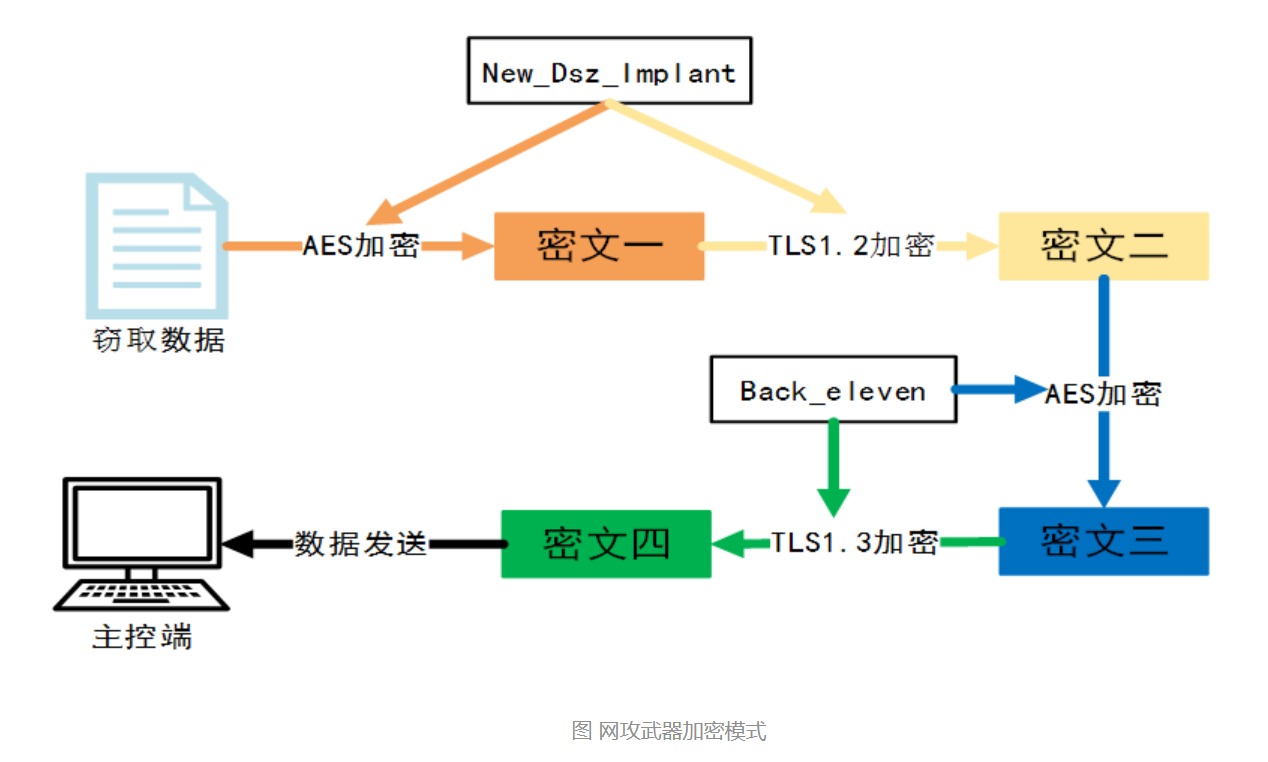 New_Dsz_Implant
AES加密
密文一
TLS1.2加密
密文二
窃取数据
Back_eleven
AES加密
密文三
TLS1.3加密
密文四
数据发送
主控端
图 网攻武器加密模式